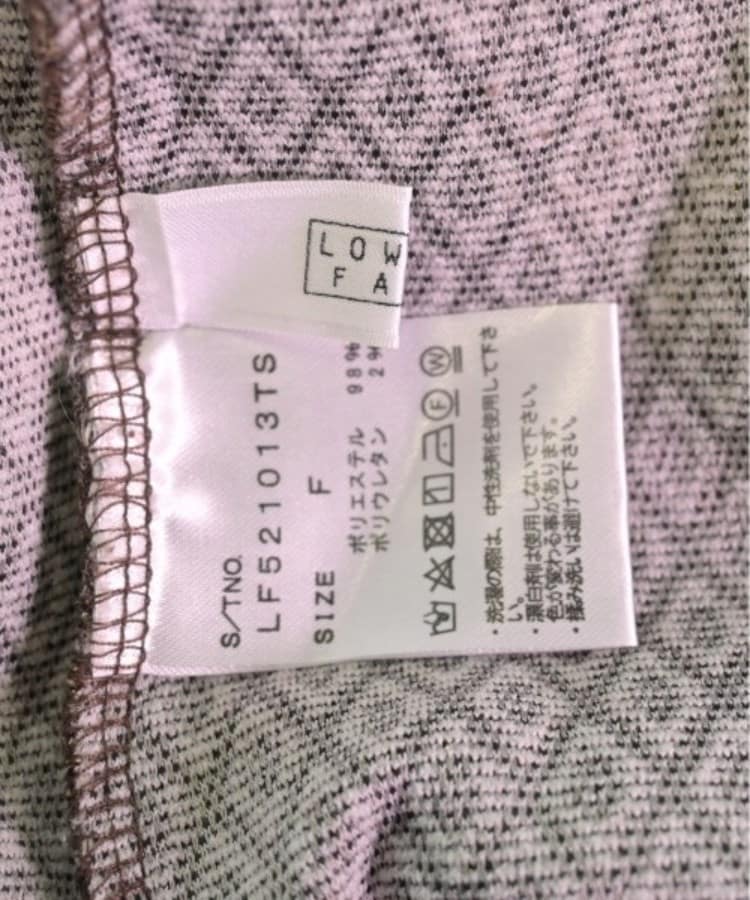 LOW
FA
S/TNO.
LF521013TS
SIZE F
ポリエステル 98%
ポリウレタン 2%
F W
・洗濯の際は、中性洗剤を使用して下さ
い。
・漂白剤は使用しないで下さい。
色が変わる事があります。
・揉み洗いは避けて下さい。